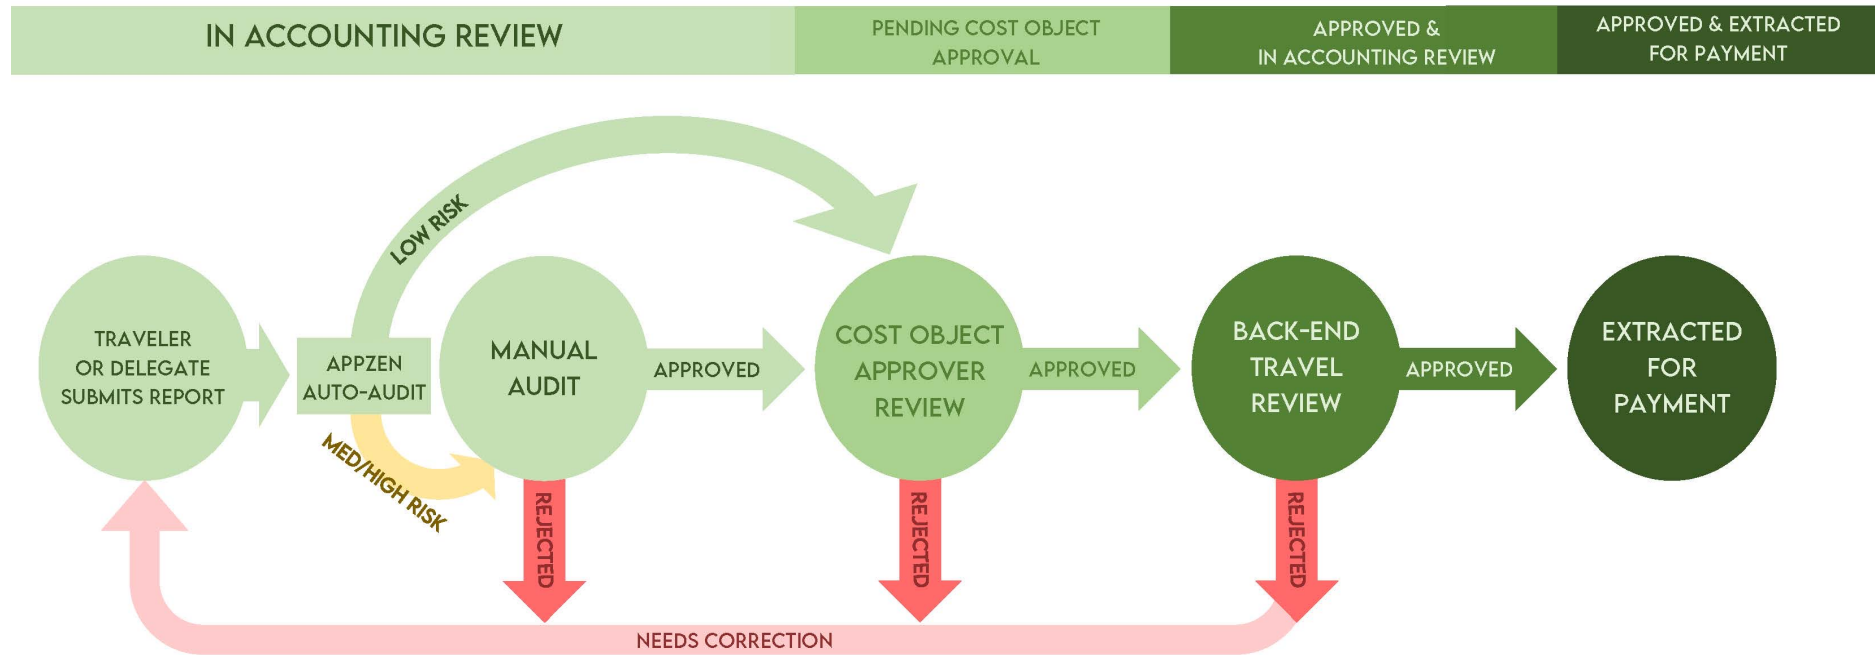 IN ACCOUNTING REVIEW
PENDING COST OBJECT
APPROVAL
APPROVED &
IN ACCOUNTING REVIEW
APPROVED & EXTRACTED
FOR PAYMENT
LOW RISK
TRAVELER
OR DELEGATE
SUBMITS REPORT
APPZEN
AUTO-AUDIT
MED/HIGH RISK
MANUAL
AUDIT
APPROVED
COST OBJECT
APPROVER
REVIEW
APPROVED
BACK-END
TRAVEL
REVIEW
APPROVED
EXTRACTED
FOR
PAYMENT
REJECTED
REJECTED
REJECTED
NEEDS CORRECTION